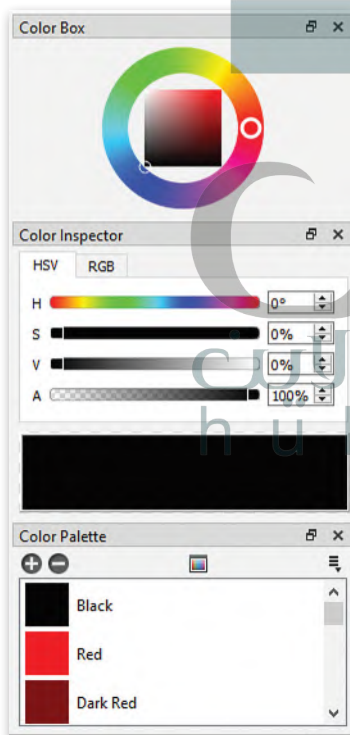 Color Box
Color Inspector
HSV RGB
H 0°
S 0%
V 0%
A 100%
Color Palette
Black
Red
Dark Red